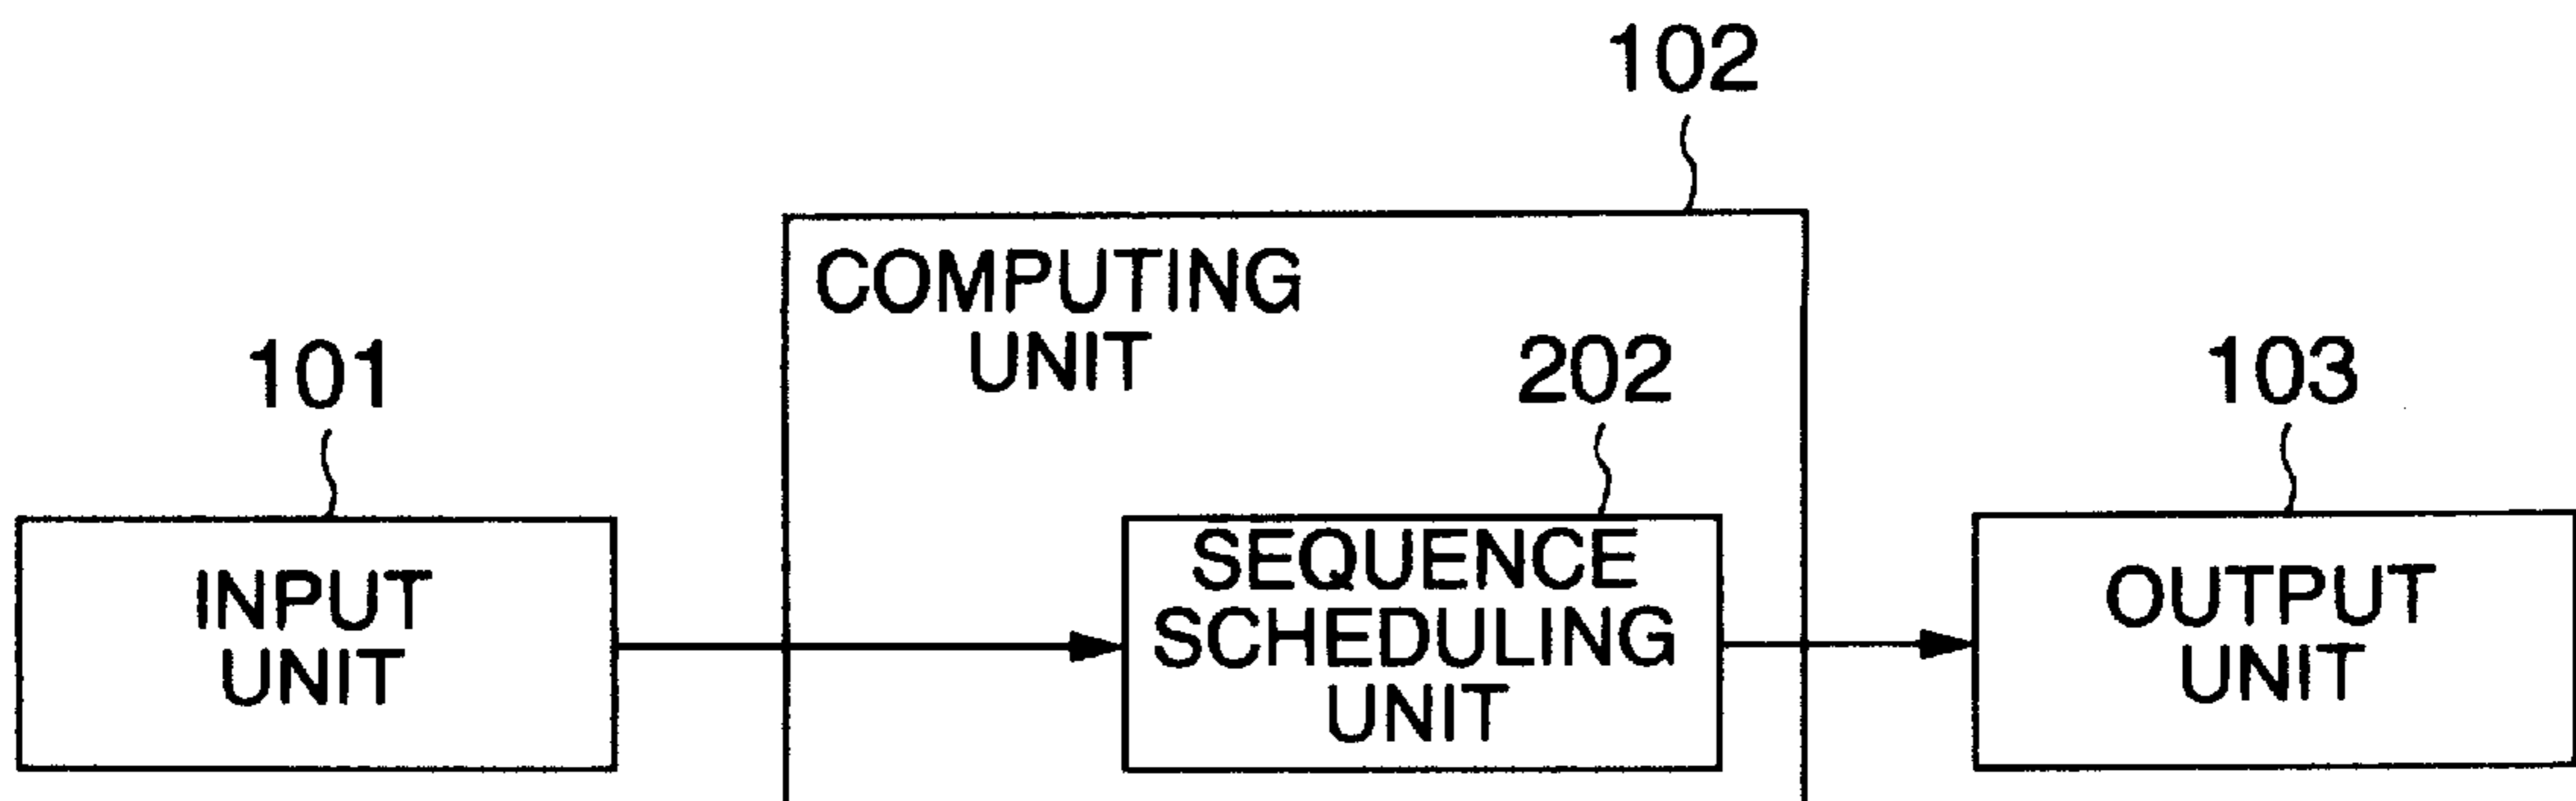 102
COMPUTING
UNIT
101
202
103
INPUT
UNIT
SEQUENCE
SCHEDULING
UNIT
OUTPUT
UNIT